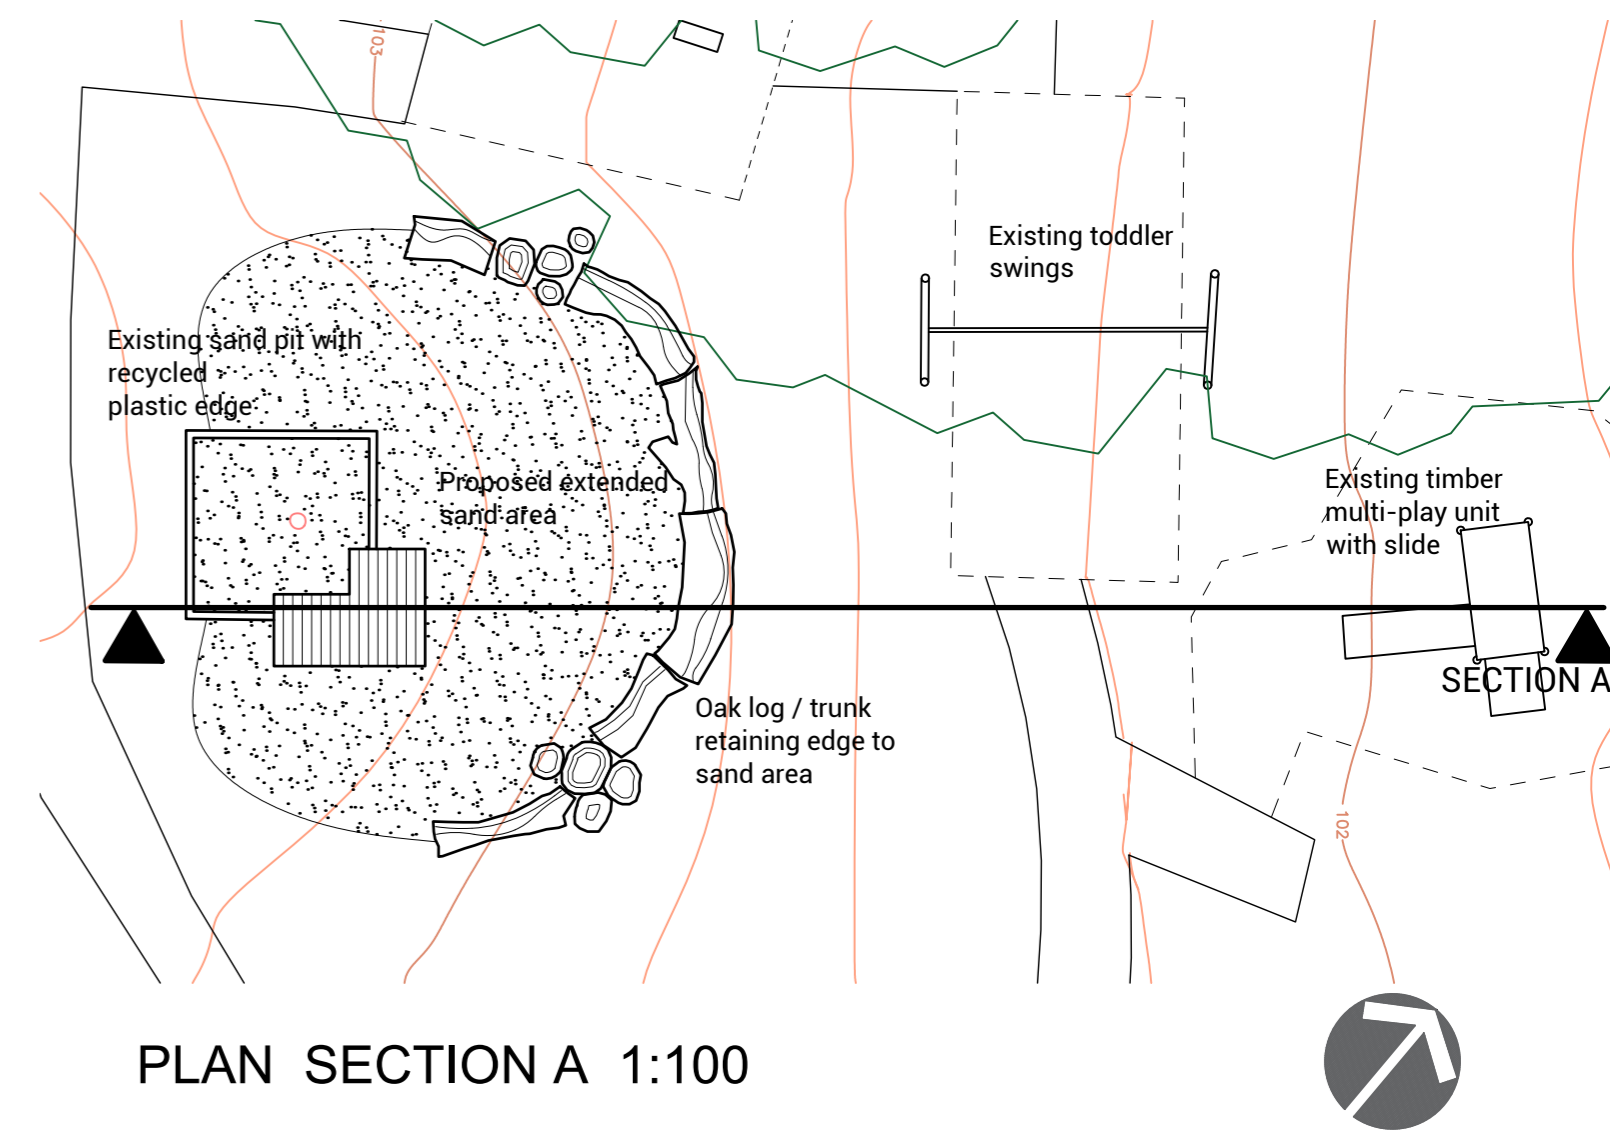 103
Existing toddler
swings
Existing sand pit with
recycled
plastic edge
Proposed extended
sand area
Existing timber
multi-play unit
with slide
SECTION A
Oak log / trunk
retaining edge to
sand area
102
PLAN SECTION A 1:100